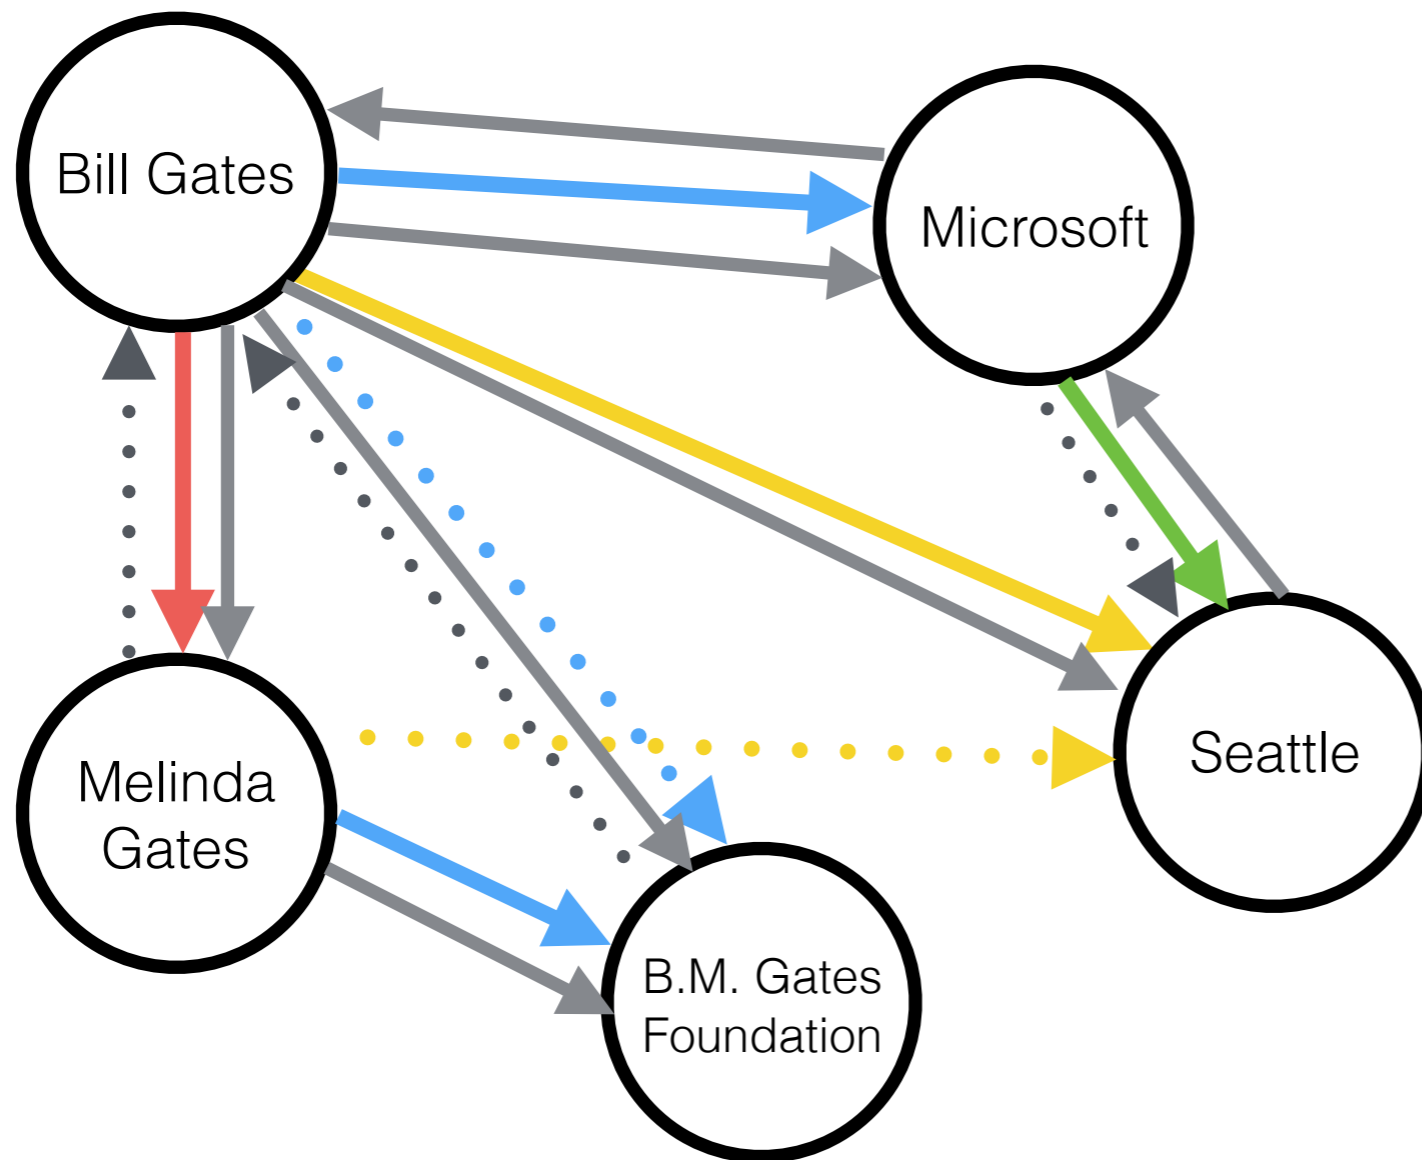 Bill Gates
Microsoft
Seattle
Melinda
Gates
B.M. Gates
Foundation